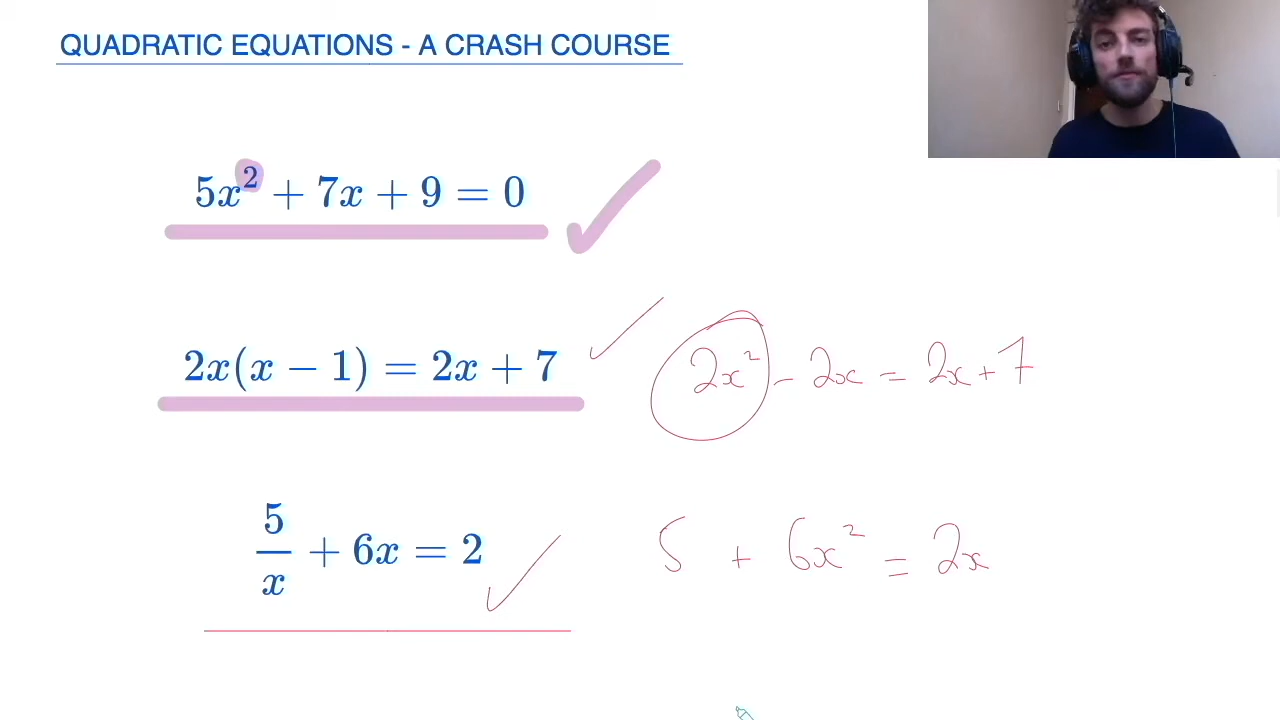 QUADRATIC EQUATIONS - A CRASH COURSE
5x² + 7x + 9 = 0
2x(x − 1) = 2x + 7
2x² - 2x = 2x + 7
5/x + 6x = 2
5 + 6x² = 2x